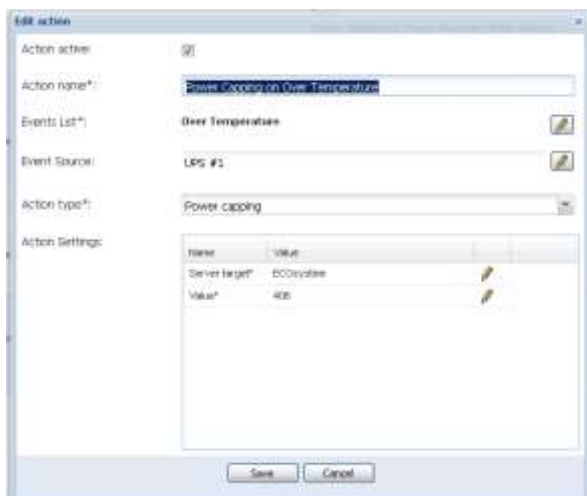 Edit action
Action active:
Action name*: Power Capping on Over Temperature
Events List*: Over Temperature
Event Source: UPS #1
Action type*: Power capping
Action Settings:
Name Value
Server target* ECOsystem
Value* 406
Save Cancel